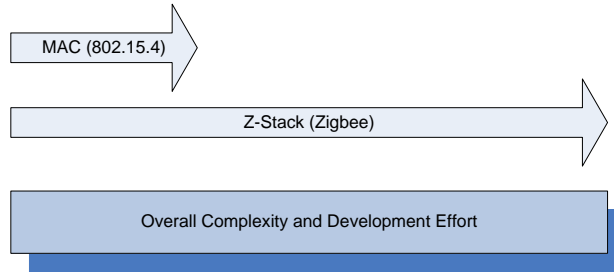 MAC (802.15.4)
Z-Stack (Zigbee)
Overall Complexity and Development Effort